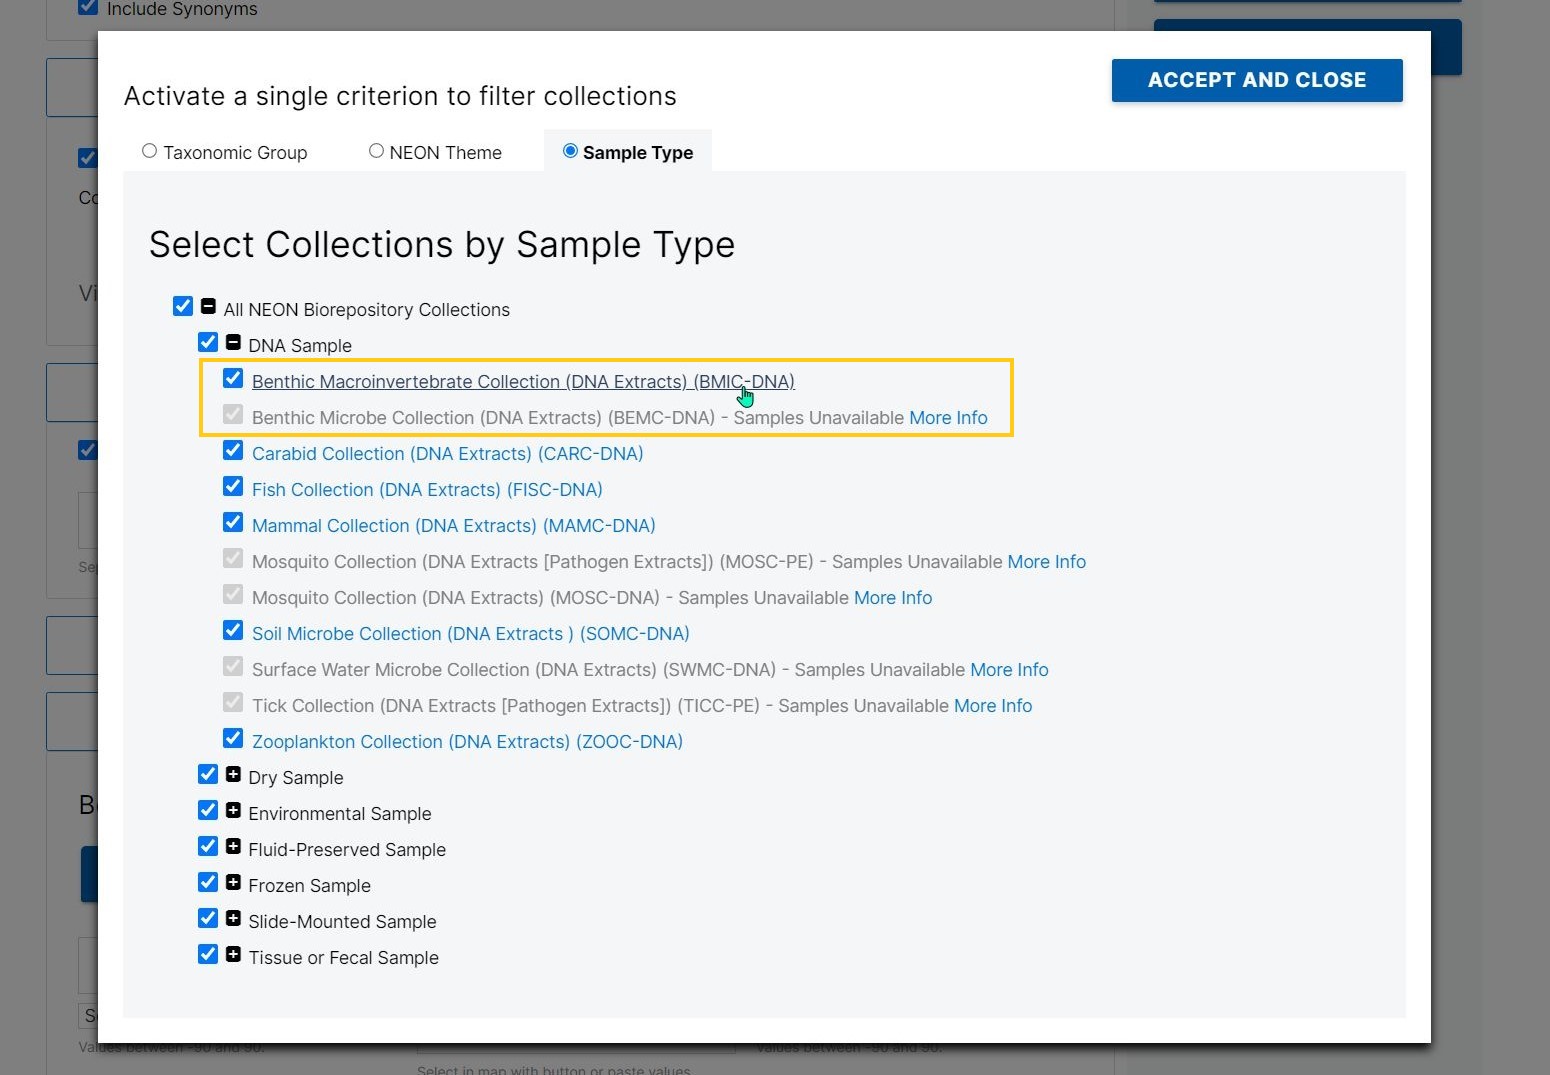 Include Synonyms
ACCEPT AND CLOSE
Activate a single criterion to filter collections
Taxonomic Group
NEON Theme
Sample Type
Select Collections by Sample Type
All NEON Biorepository Collections
DNA Sample
Benthic Macroinvertebrate Collection (DNA Extracts) (BMIC-DNA)
Benthic Microbe Collection (DNA Extracts) (BEMC-DNA) - Samples Unavailable More Info
Carabid Collection (DNA Extracts) (CARC-DNA)
Fish Collection (DNA Extracts) (FISC-DNA)
Mammal Collection (DNA Extracts) (MAMC-DNA)
Mosquito Collection (DNA Extracts [Pathogen Extracts]) (MOSC-PE) - Samples Unavailable More Info
Mosquito Collection (DNA Extracts) (MOSC-DNA) - Samples Unavailable More Info
Soil Microbe Collection (DNA Extracts ) (SOMC-DNA)
Surface Water Microbe Collection (DNA Extracts) (SWMC-DNA) - Samples Unavailable More Info
Tick Collection (DNA Extracts [Pathogen Extracts]) (TICC-PE) - Samples Unavailable More Info
Zooplankton Collection (DNA Extracts) (ZOOC-DNA)
Dry Sample
Environmental Sample
Fluid-Preserved Sample
Frozen Sample
Slide-Mounted Sample
Tissue or Fecal Sample
Values between -90 and 90.
Values between -90 and 90.
Select in map with button or paste values